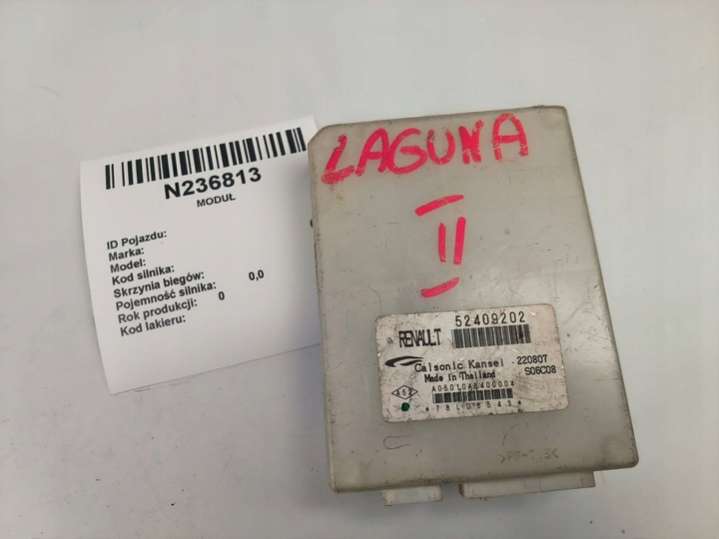 N236813
MODUŁ
ID Pojazdu:
Marka:
Model:
Kod silnika:
Skrzynia biegów:
Pojemność silnika: 0,0
Rok produkcji: 0
Kod lakieru:
LAGUNA
II
RENAULT 52409202
Calsonic Kansei 220807
Made in Thailand S06C08